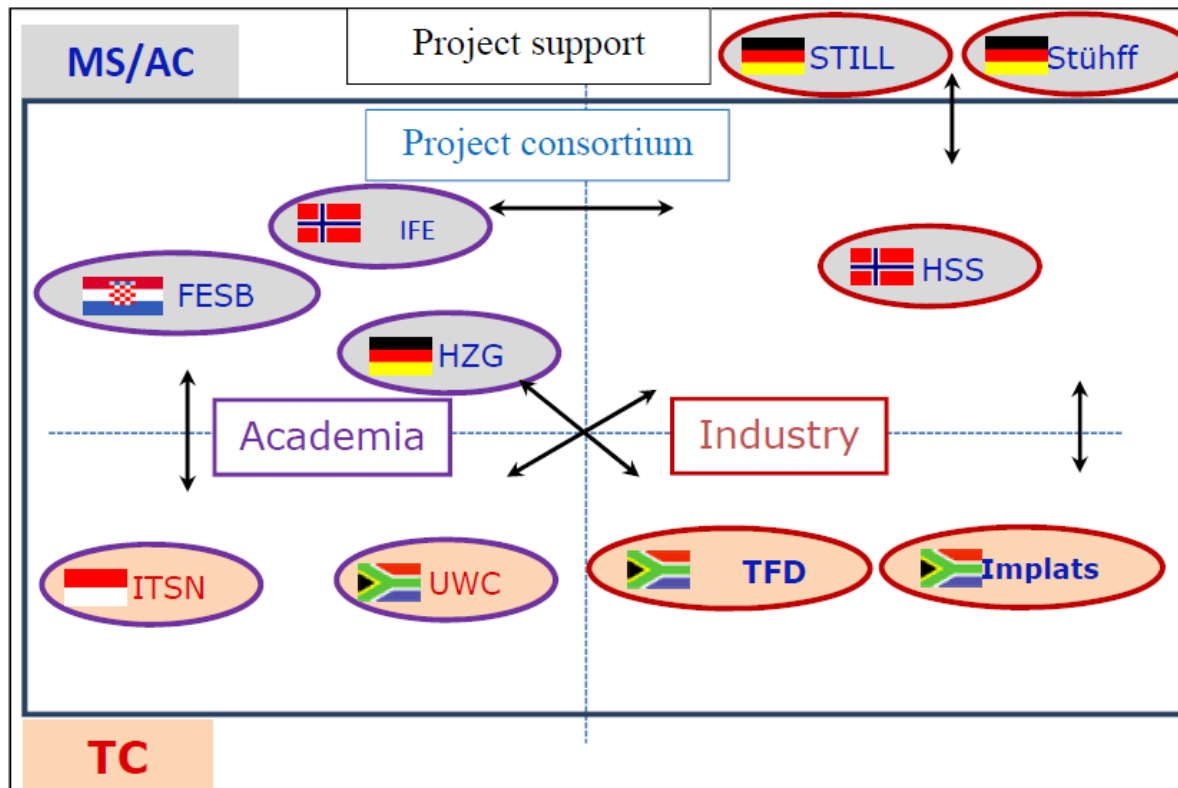 MS/AC
Project support
STILL
Stühff
Project consortium
IFE
HSS
FESB
HZG
Academia
Industry
ITSN
UWC
TFD
Implats
TC